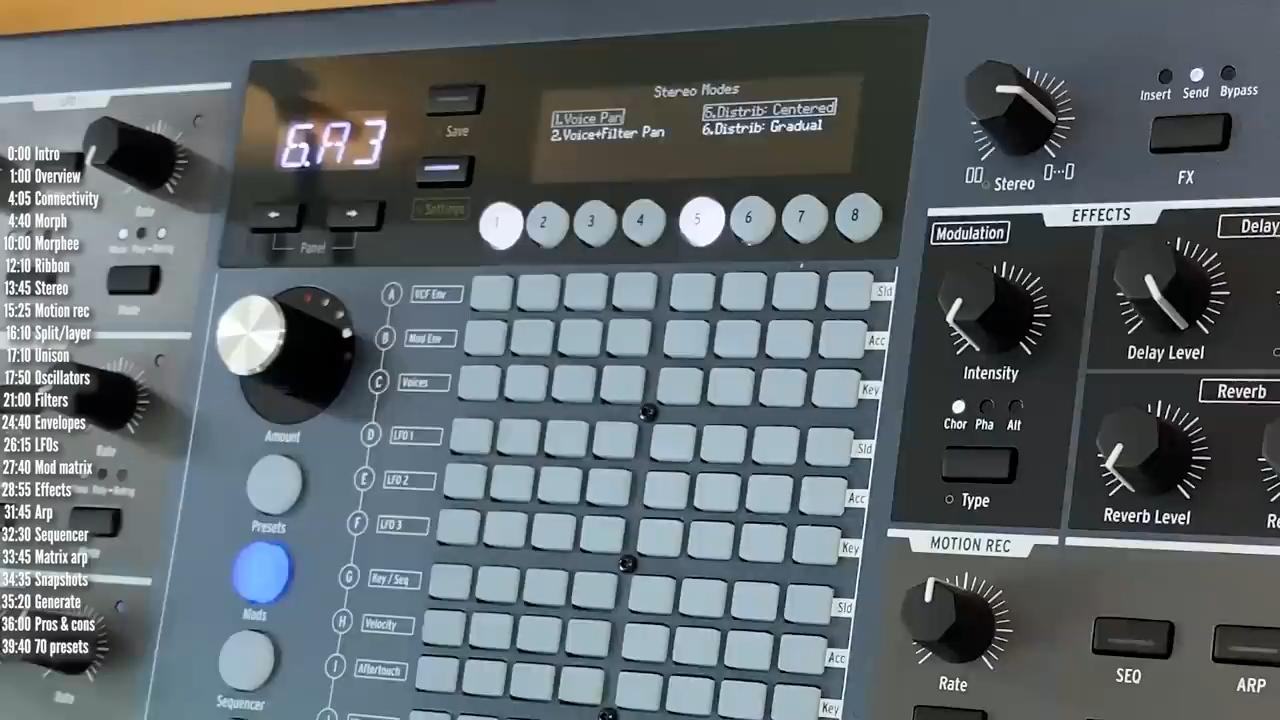 0:00 Intro
1:00 Overview
4:05 Connectivity
4:40 Morph
10:00 Morphee
12:10 Ribbon
13:45 Stereo
15:25 Motion rec
16:10 Split/layer
17:10 Unison
17:50 Oscillators
21:00 Filters
24:40 Envelopes
26:15 LFOs
27:40 Mod matrix
28:55 Effects
31:45 Arp
32:30 Sequencer
33:45 Matrix arp
34:35 Snapshots
35:20 Generate
36:00 Pros & cons
39:40 70 presets
Rate
Rate
Rate
6.A3
Save
Settings
Panel
Stereo Modes
1.Voice Pan
2.Voice+Filter Pan
5.Distrib: Centered
6.Distrib: Gradual
1 2 3 4 5 6 7 8
Amount
Presets
Mods
Sequencer
A VCF Env Sld
B Mod Env Acc
C Voices Key
D LFO 1 Sld
E LFO 2 Acc
F LFO 3 Key
G Key / Seq Sld
H Velocity Acc
I Aftertouch Key
Stereo
Insert Send Bypass
FX
EFFECTS
Modulation
Intensity
Chor Pha Alt
Type
Delay
Delay Level
Reverb
Reverb Level
MOTION REC
Rate
SEQ
ARP